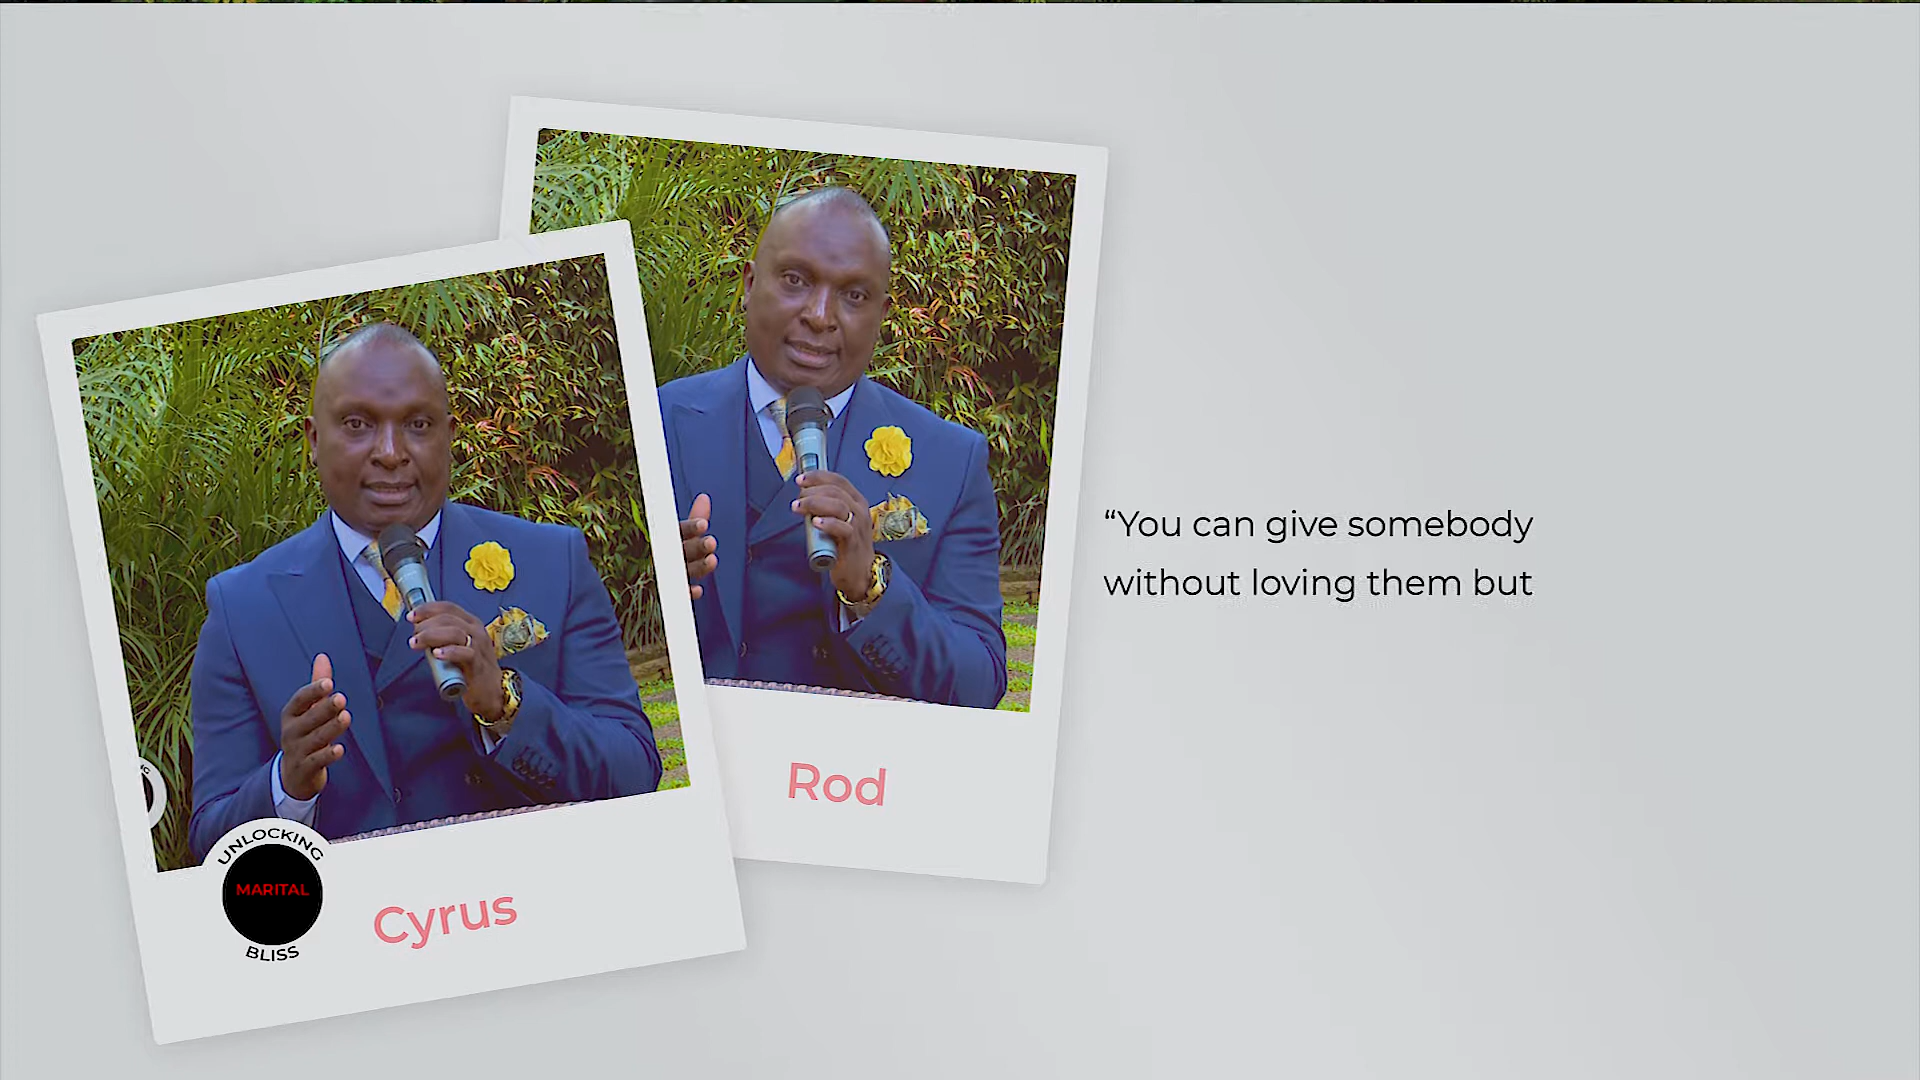 “You can give somebody
without loving them but
Rod
Cyrus
UNLOCKING
MARITAL
BLISS